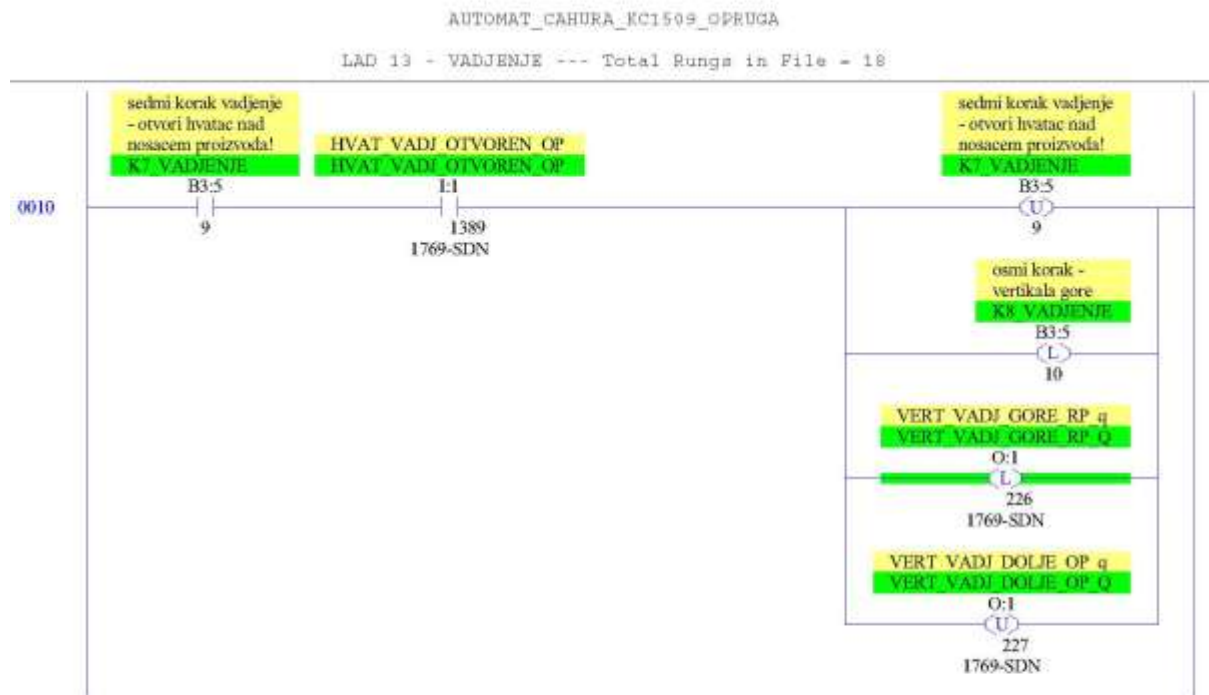 AUTOMAT_CAHURA_KC1509_OPRUGA
LAD 13 - VADJENJE --- Total Rungs in File = 18
sedmi korak vadjenje
- otvori hvatac nad
nosacem proizvoda!
K7_VADJENJE
B3:5
9
HVAT_VADJ_OTVOREN_OP
HVAT_VADJ_OTVOREN_OP
I:1
1389
1769-SDN
0010
sedmi korak vadjenje
- otvori hvatac nad
nosacem proizvoda!
K7_VADJENJE
B3:5
U
9
osmi korak -
vertikala gore
K8_VADJENJE
B3:5
L
10
VERT_VADJ_GORE_RP_q
VERT_VADJ_GORE_RP_Q
O:1
L
226
1769-SDN
VERT_VADJ_DOLJE_OP_q
VERT_VADJ_DOLJE_OP_Q
O:1
U
227
1769-SDN